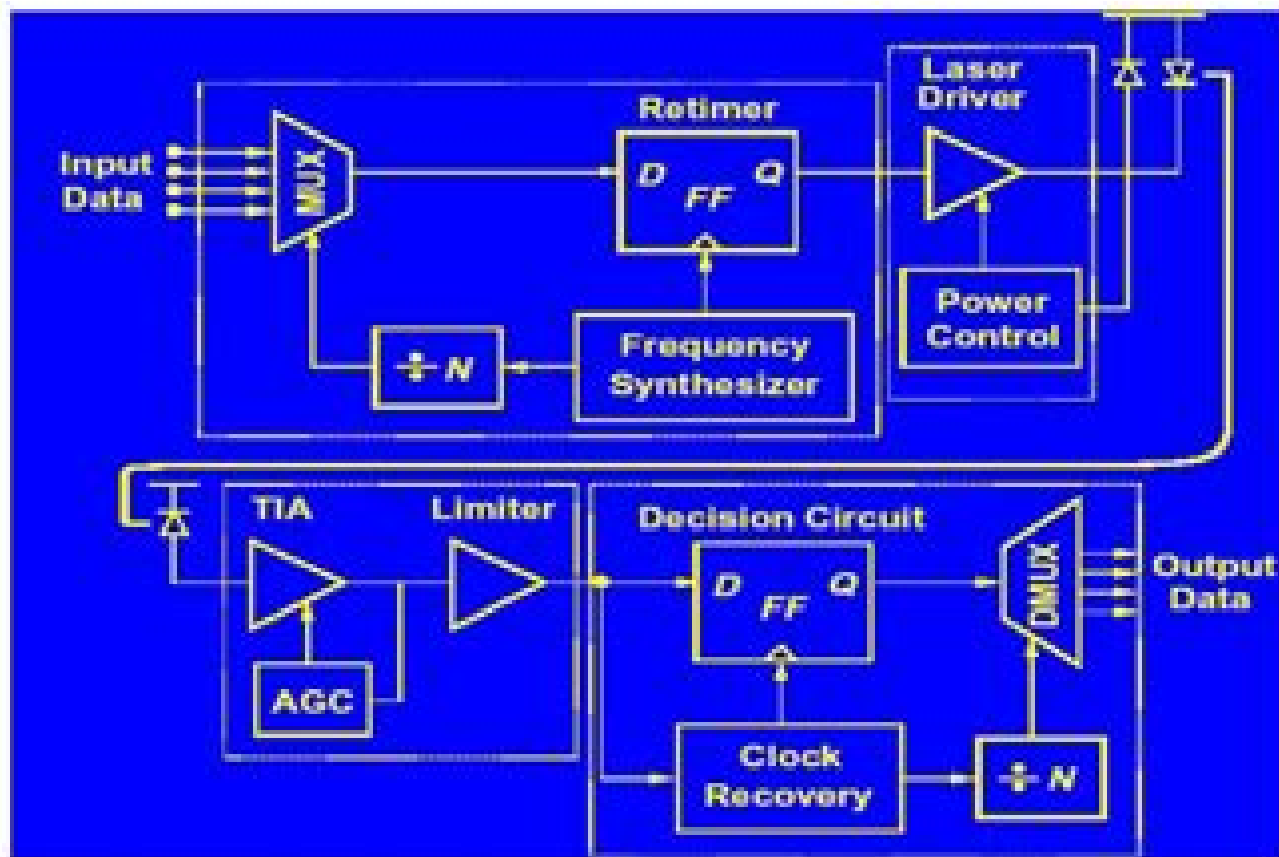 Laser
Driver
Retimer
Input
Data
MUX
D
Q
FF
Power
Control
Frequency
Synthesizer
÷ N
TIA
Limiter
Decision Circuit
D
Q
FF
DMUX
Output
Data
AGC
Clock
Recovery
÷ N